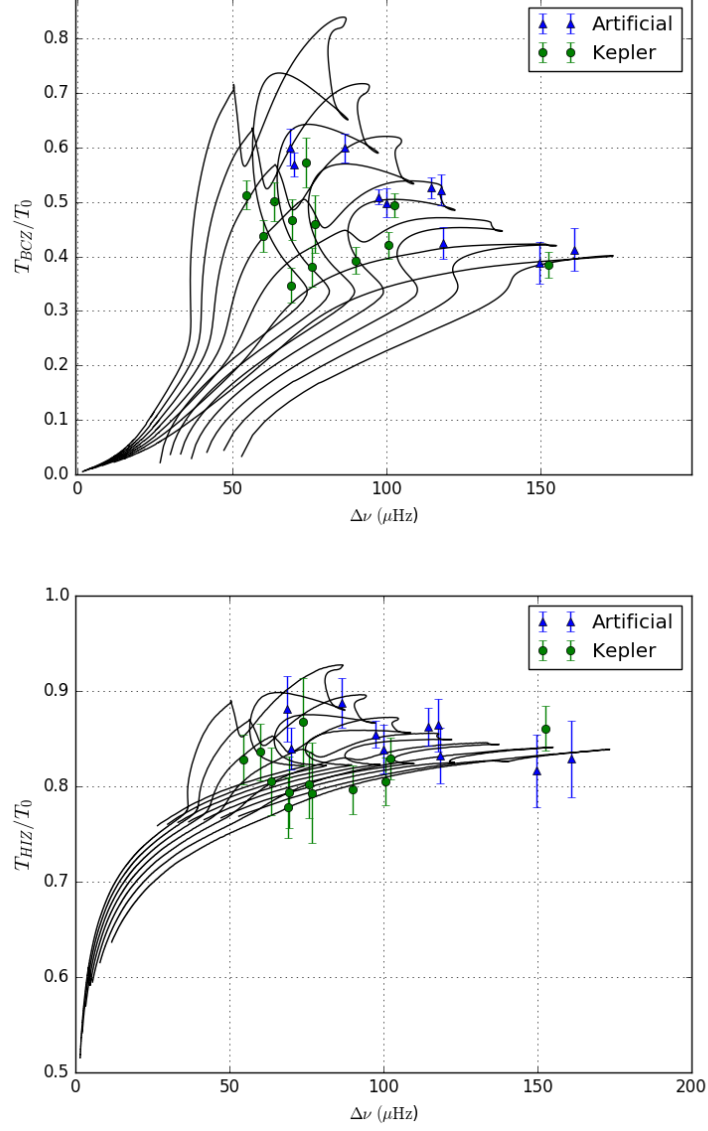 0.8
0.7
0.6
0.5
0.4
0.3
0.2
0.1
0.0
T_BCZ/T_0
0 50 100 150
Δν (μHz)
Artificial
Kepler
1.0
0.9
0.8
0.7
0.6
0.5
T_HIZ/T_0
0 50 100 150 200
Δν (μHz)
Artificial
Kepler